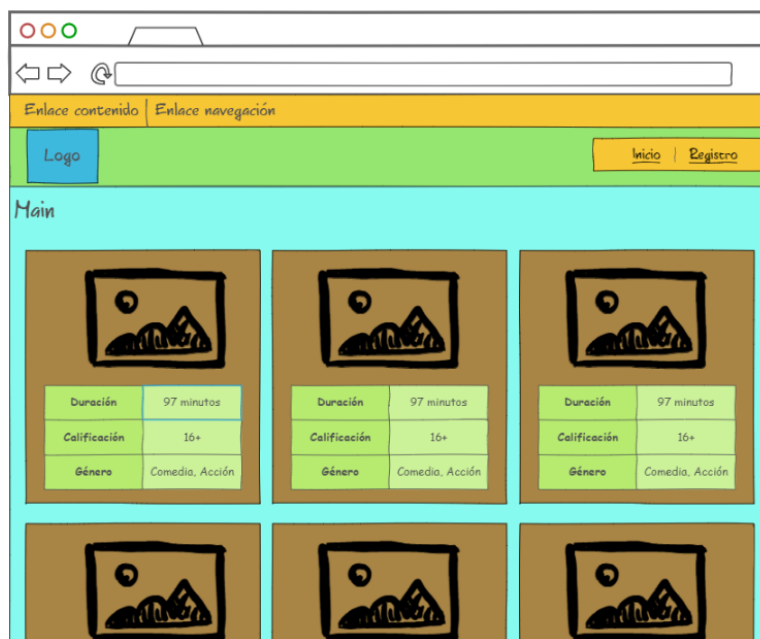 Enlace contenido Enlace navegación
Logo Inicio | Registro
Main
Duración 97 minutos Duración 97 minutos Duración 97 minutos
Calificación 16+ Calificación 16+ Calificación 16+
Género Comedia, Acción Género Comedia, Acción Género Comedia, Acción